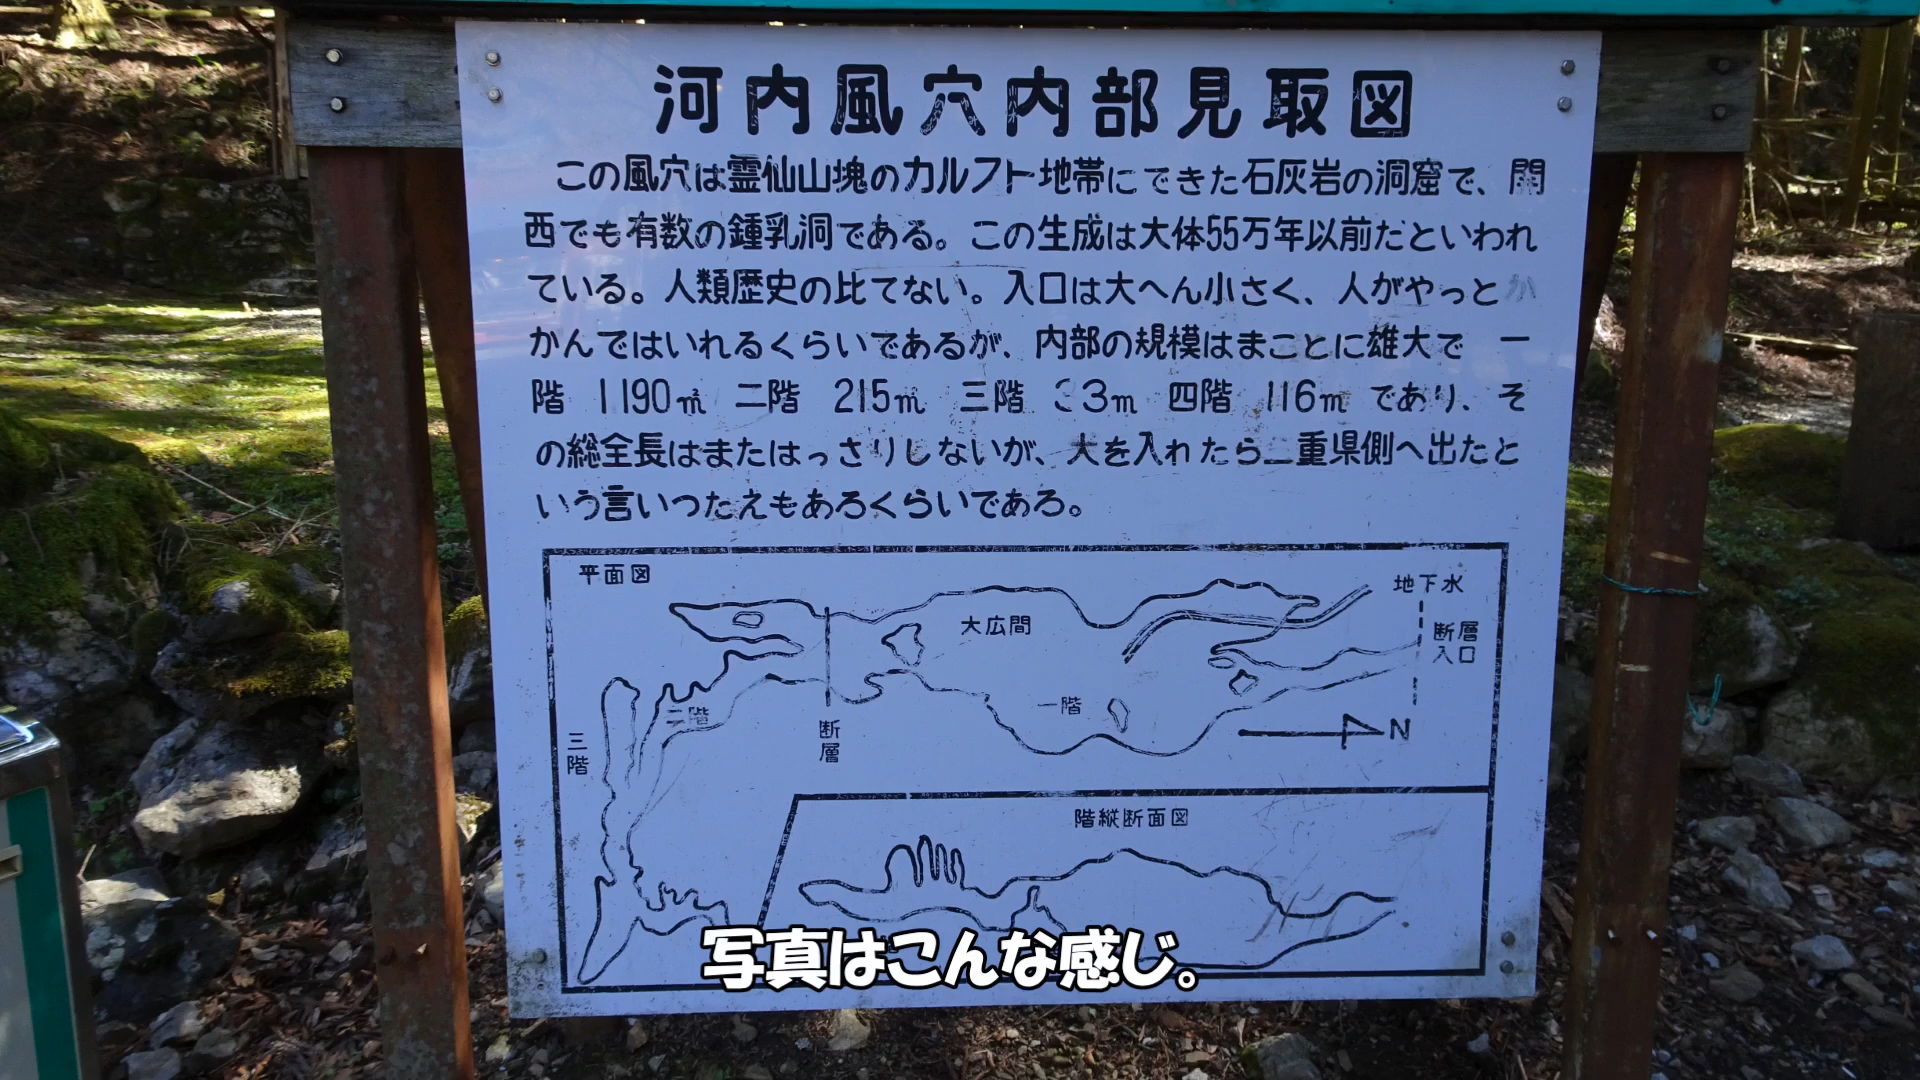 河内風穴内部見取図
この風穴は霊仙山塊のカルフト地帯にできた石灰岩の洞窟で、関
西でも有数の鍾乳洞である。この生成は大体55万年以前だといわれ
ている。人類歴史の比でない。入口は大へん小さく、人がやっとか
かんではいれるくらいであるが、内部の規模はまことに雄大で 一
階 1190㎡ 二階 215㎡ 三階 3m 四階 116㎡ であり、そ
の総全長はまたはっさりしないが、大を入れたら二重県側へ出たと
いう言いつたえもあるくらいである。
平面図
地下水
大広間
断層
入口
一階
二階
断層
三階
N
階縦断面図
写真はこんな感じ。